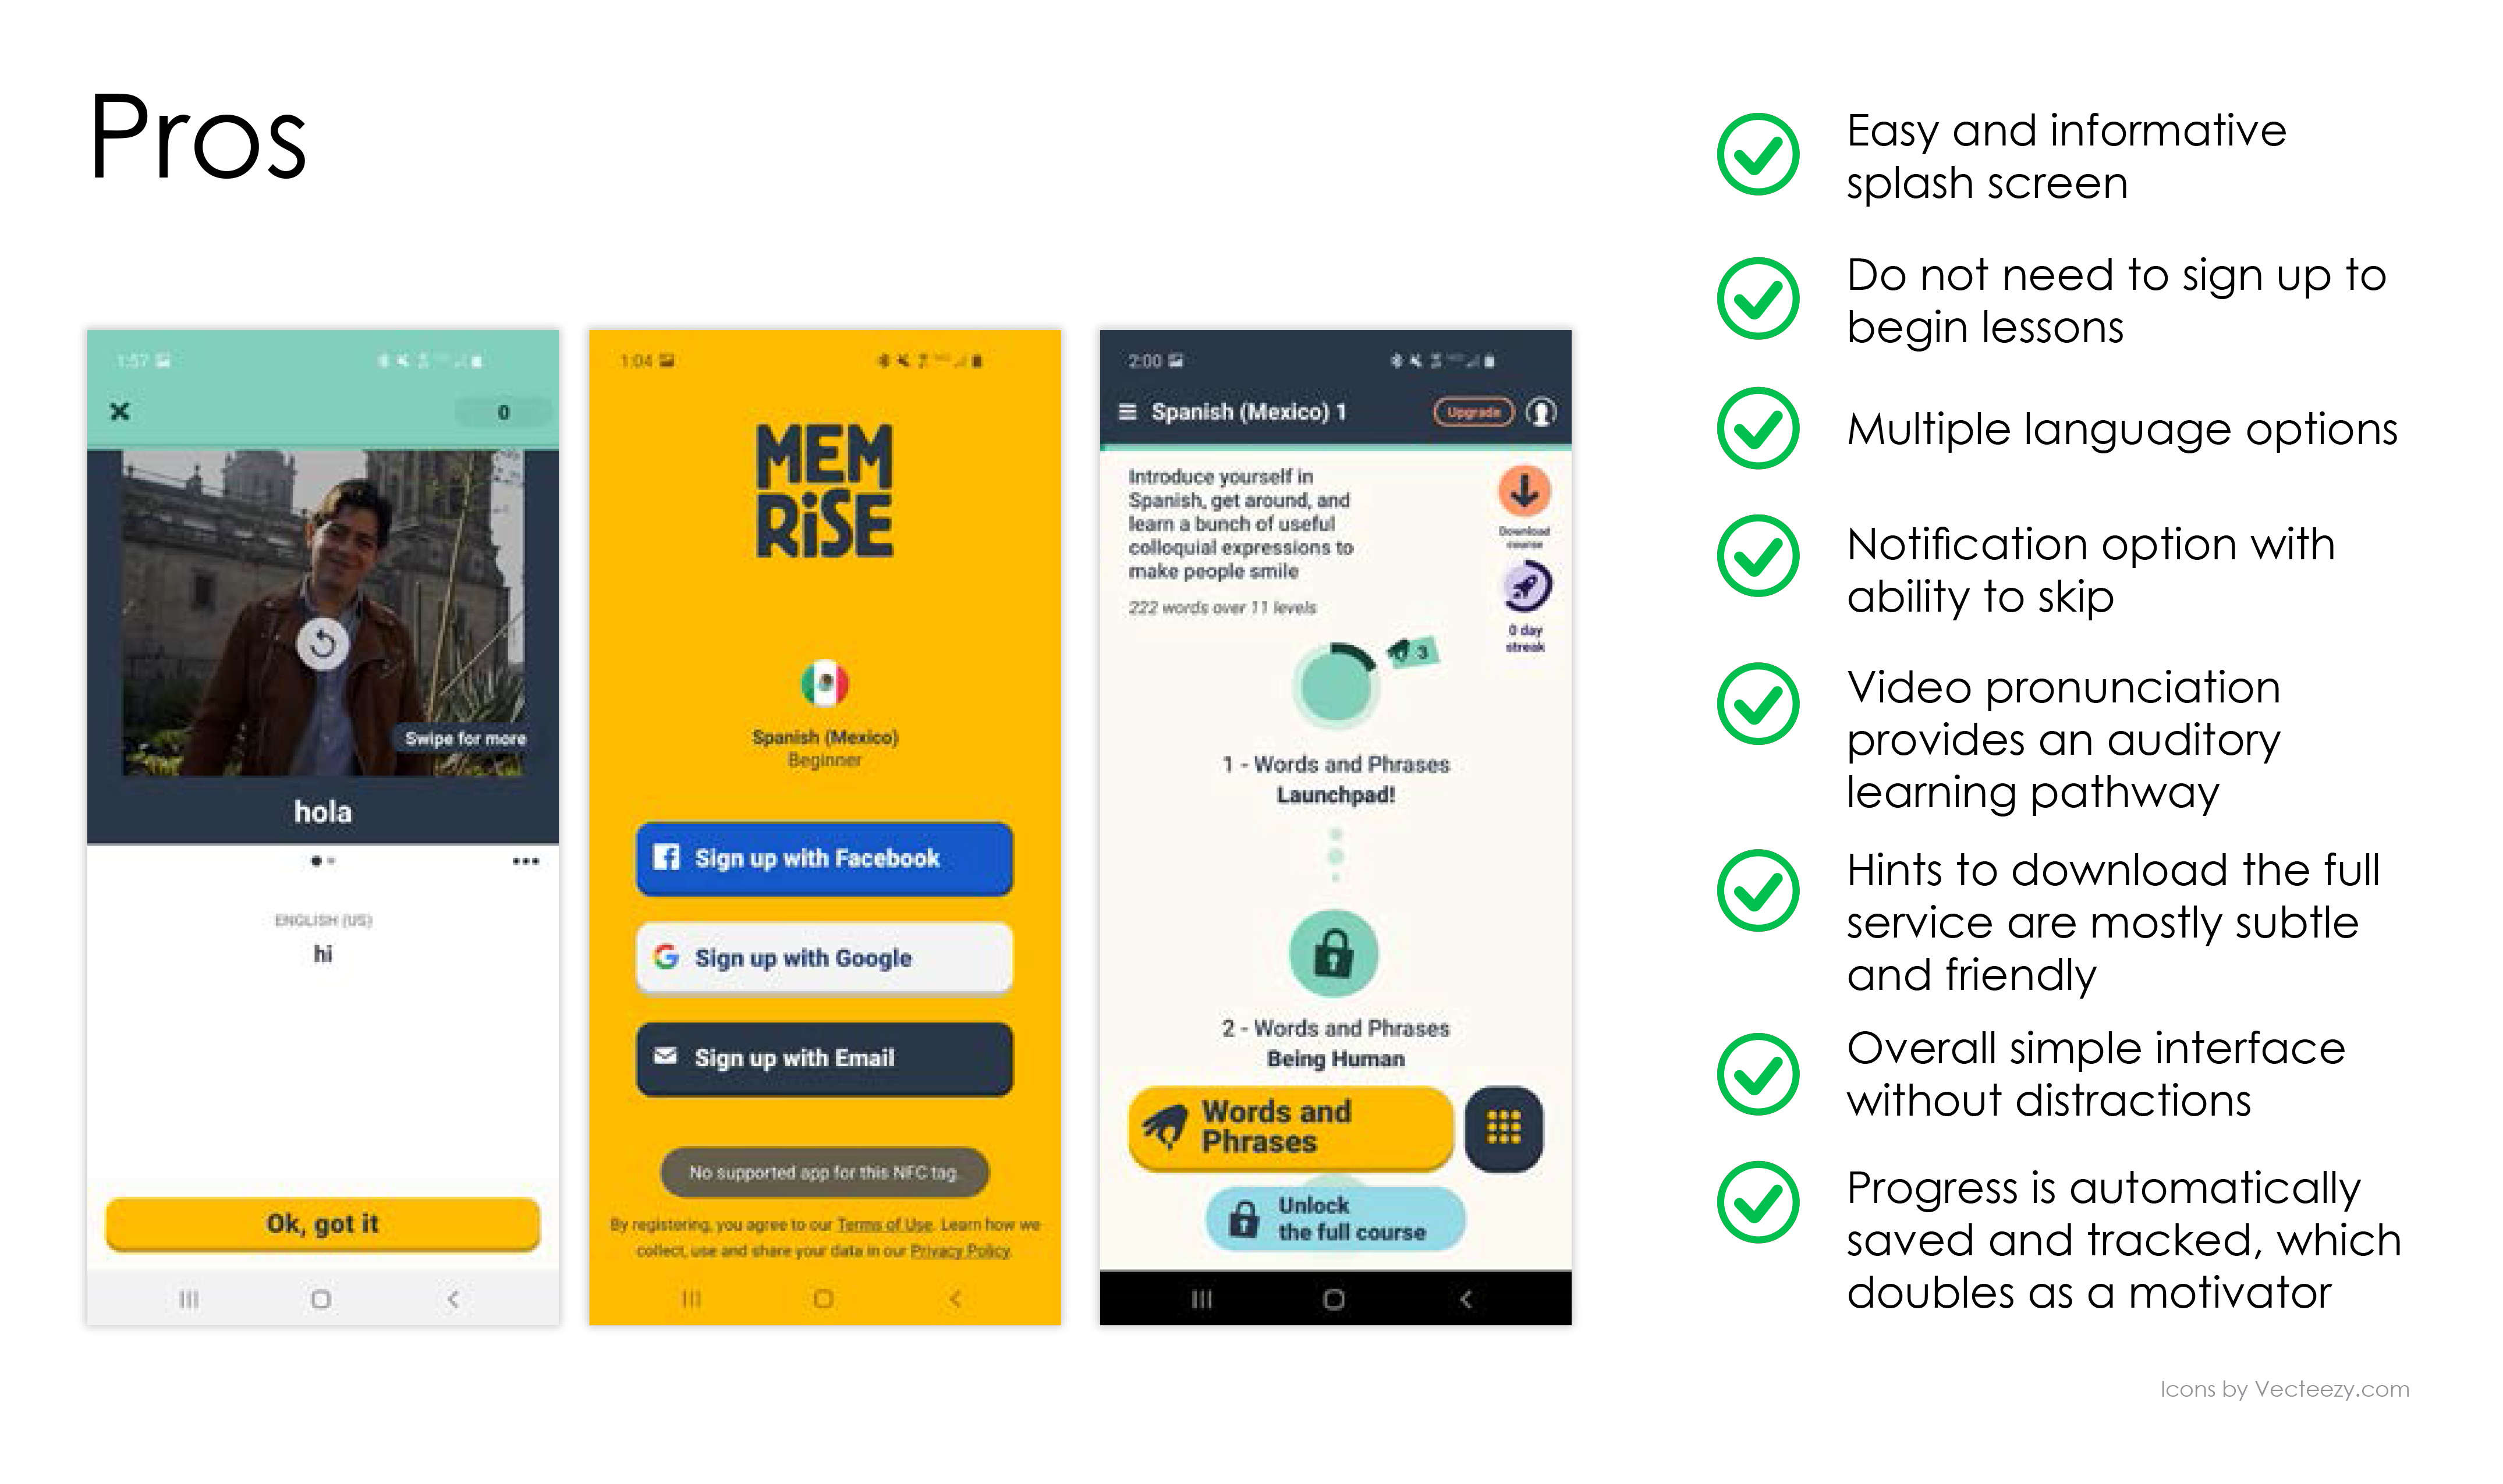 Pros
1:57
0
Swipe for more
hola
ENGLISH (US)
hi
Ok, got it
1:04
MEM
RiSE
Spanish (Mexico)
Beginner
Sign up with Facebook
Sign up with Google
Sign up with Email
No supported app for this NFC tag.
By registering, you agree to our Terms of Use. Learn how we
collect, use and share your data in our Privacy Policy.
2:00
Spanish (Mexico) 1
Upgrade
Introduce yourself in
Spanish, get around, and
learn a bunch of useful
colloquial expressions to
make people smile
222 words over 11 levels
Download
course
0 day
streak
3
1 - Words and Phrases
Launchpad!
2 - Words and Phrases
Being Human
Words and
Phrases
Unlock
the full course
Easy and informative
splash screen
Do not need to sign up to
begin lessons
Multiple language options
Notification option with
ability to skip
Video pronunciation
provides an auditory
learning pathway
Hints to download the full
service are mostly subtle
and friendly
Overall simple interface
without distractions
Progress is automatically
saved and tracked, which
doubles as a motivator
Icons by Vecteezy.com